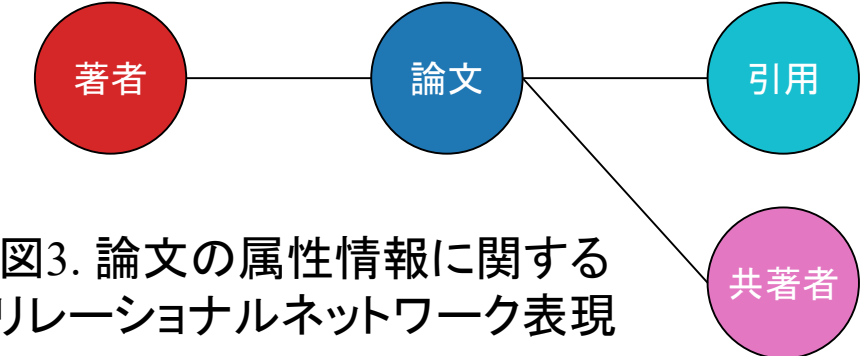 著者
論文
引用
共著者
図3. 論文の属性情報に関する
リレーショナルネットワーク表現